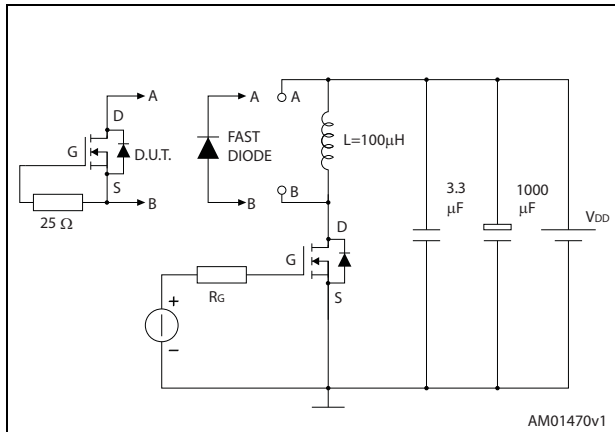 A
D
G
D.U.T.
S
B
25 Ω
A
FAST
DIODE
B
A
B
L=100μH
D
G
S
RG
+
–
3.3
μF
1000
μF
VDD
AM01470v1